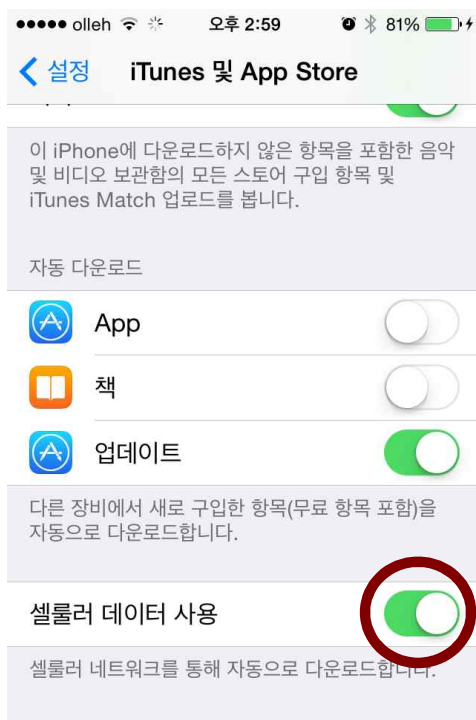 olleh 오후 2:59 81%
설정 iTunes 및 App Store
이 iPhone에 다운로드하지 않은 항목을 포함한 음악
및 비디오 보관함의 모든 스토어 구입 항목 및
iTunes Match 업로드를 봅니다.
자동 다운로드
App
책
업데이트
다른 장비에서 새로 구입한 항목(무료 항목 포함)을
자동으로 다운로드합니다.
셀룰러 데이터 사용
셀룰러 네트워크를 통해 자동으로 다운로드합니다.